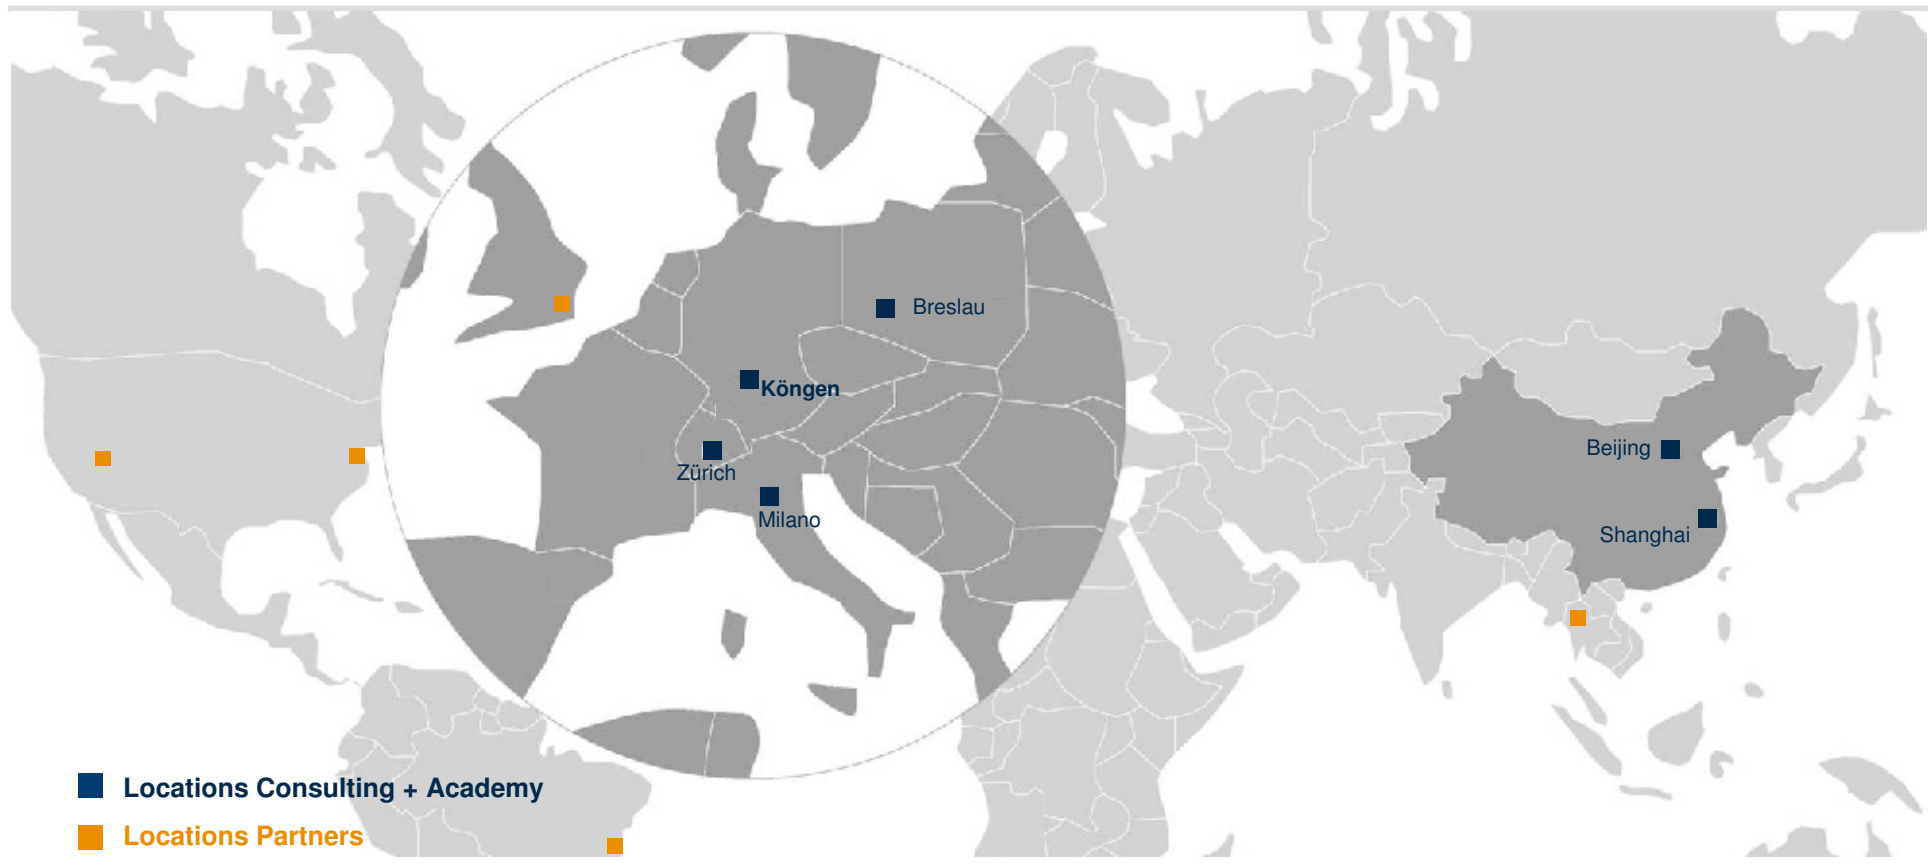 Breslau
Köngen
Zürich
Milano
Beijing
Shanghai
Locations Consulting + Academy
Locations Partners